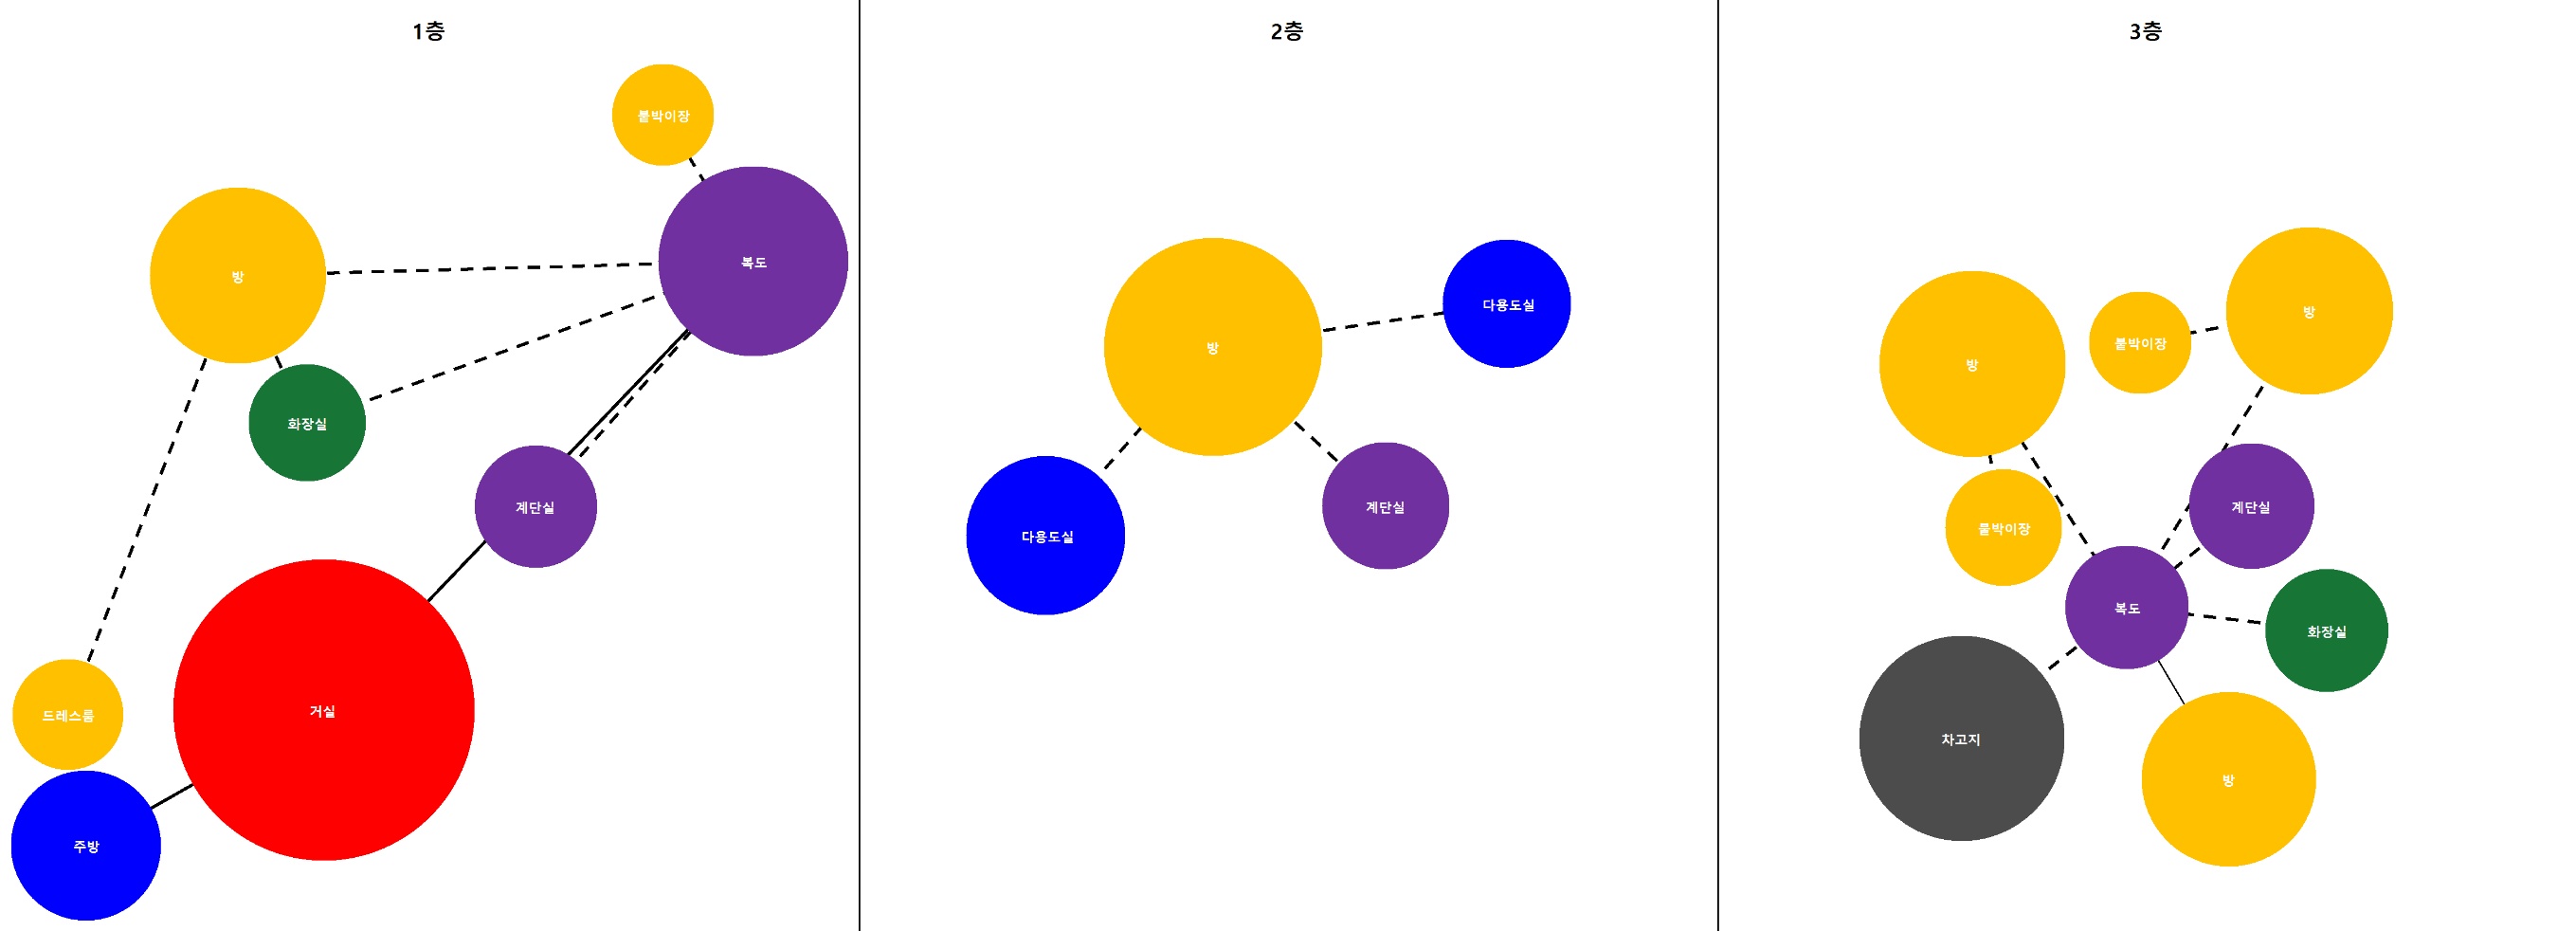 1층
붙박이장
복도
방
화장실
계단실
거실
드레스룸
주방
2층
다용도실
방
계단실
다용도실
3층
방
방
붙박이장
계단실
붙박이장
복도
화장실
차고지
방